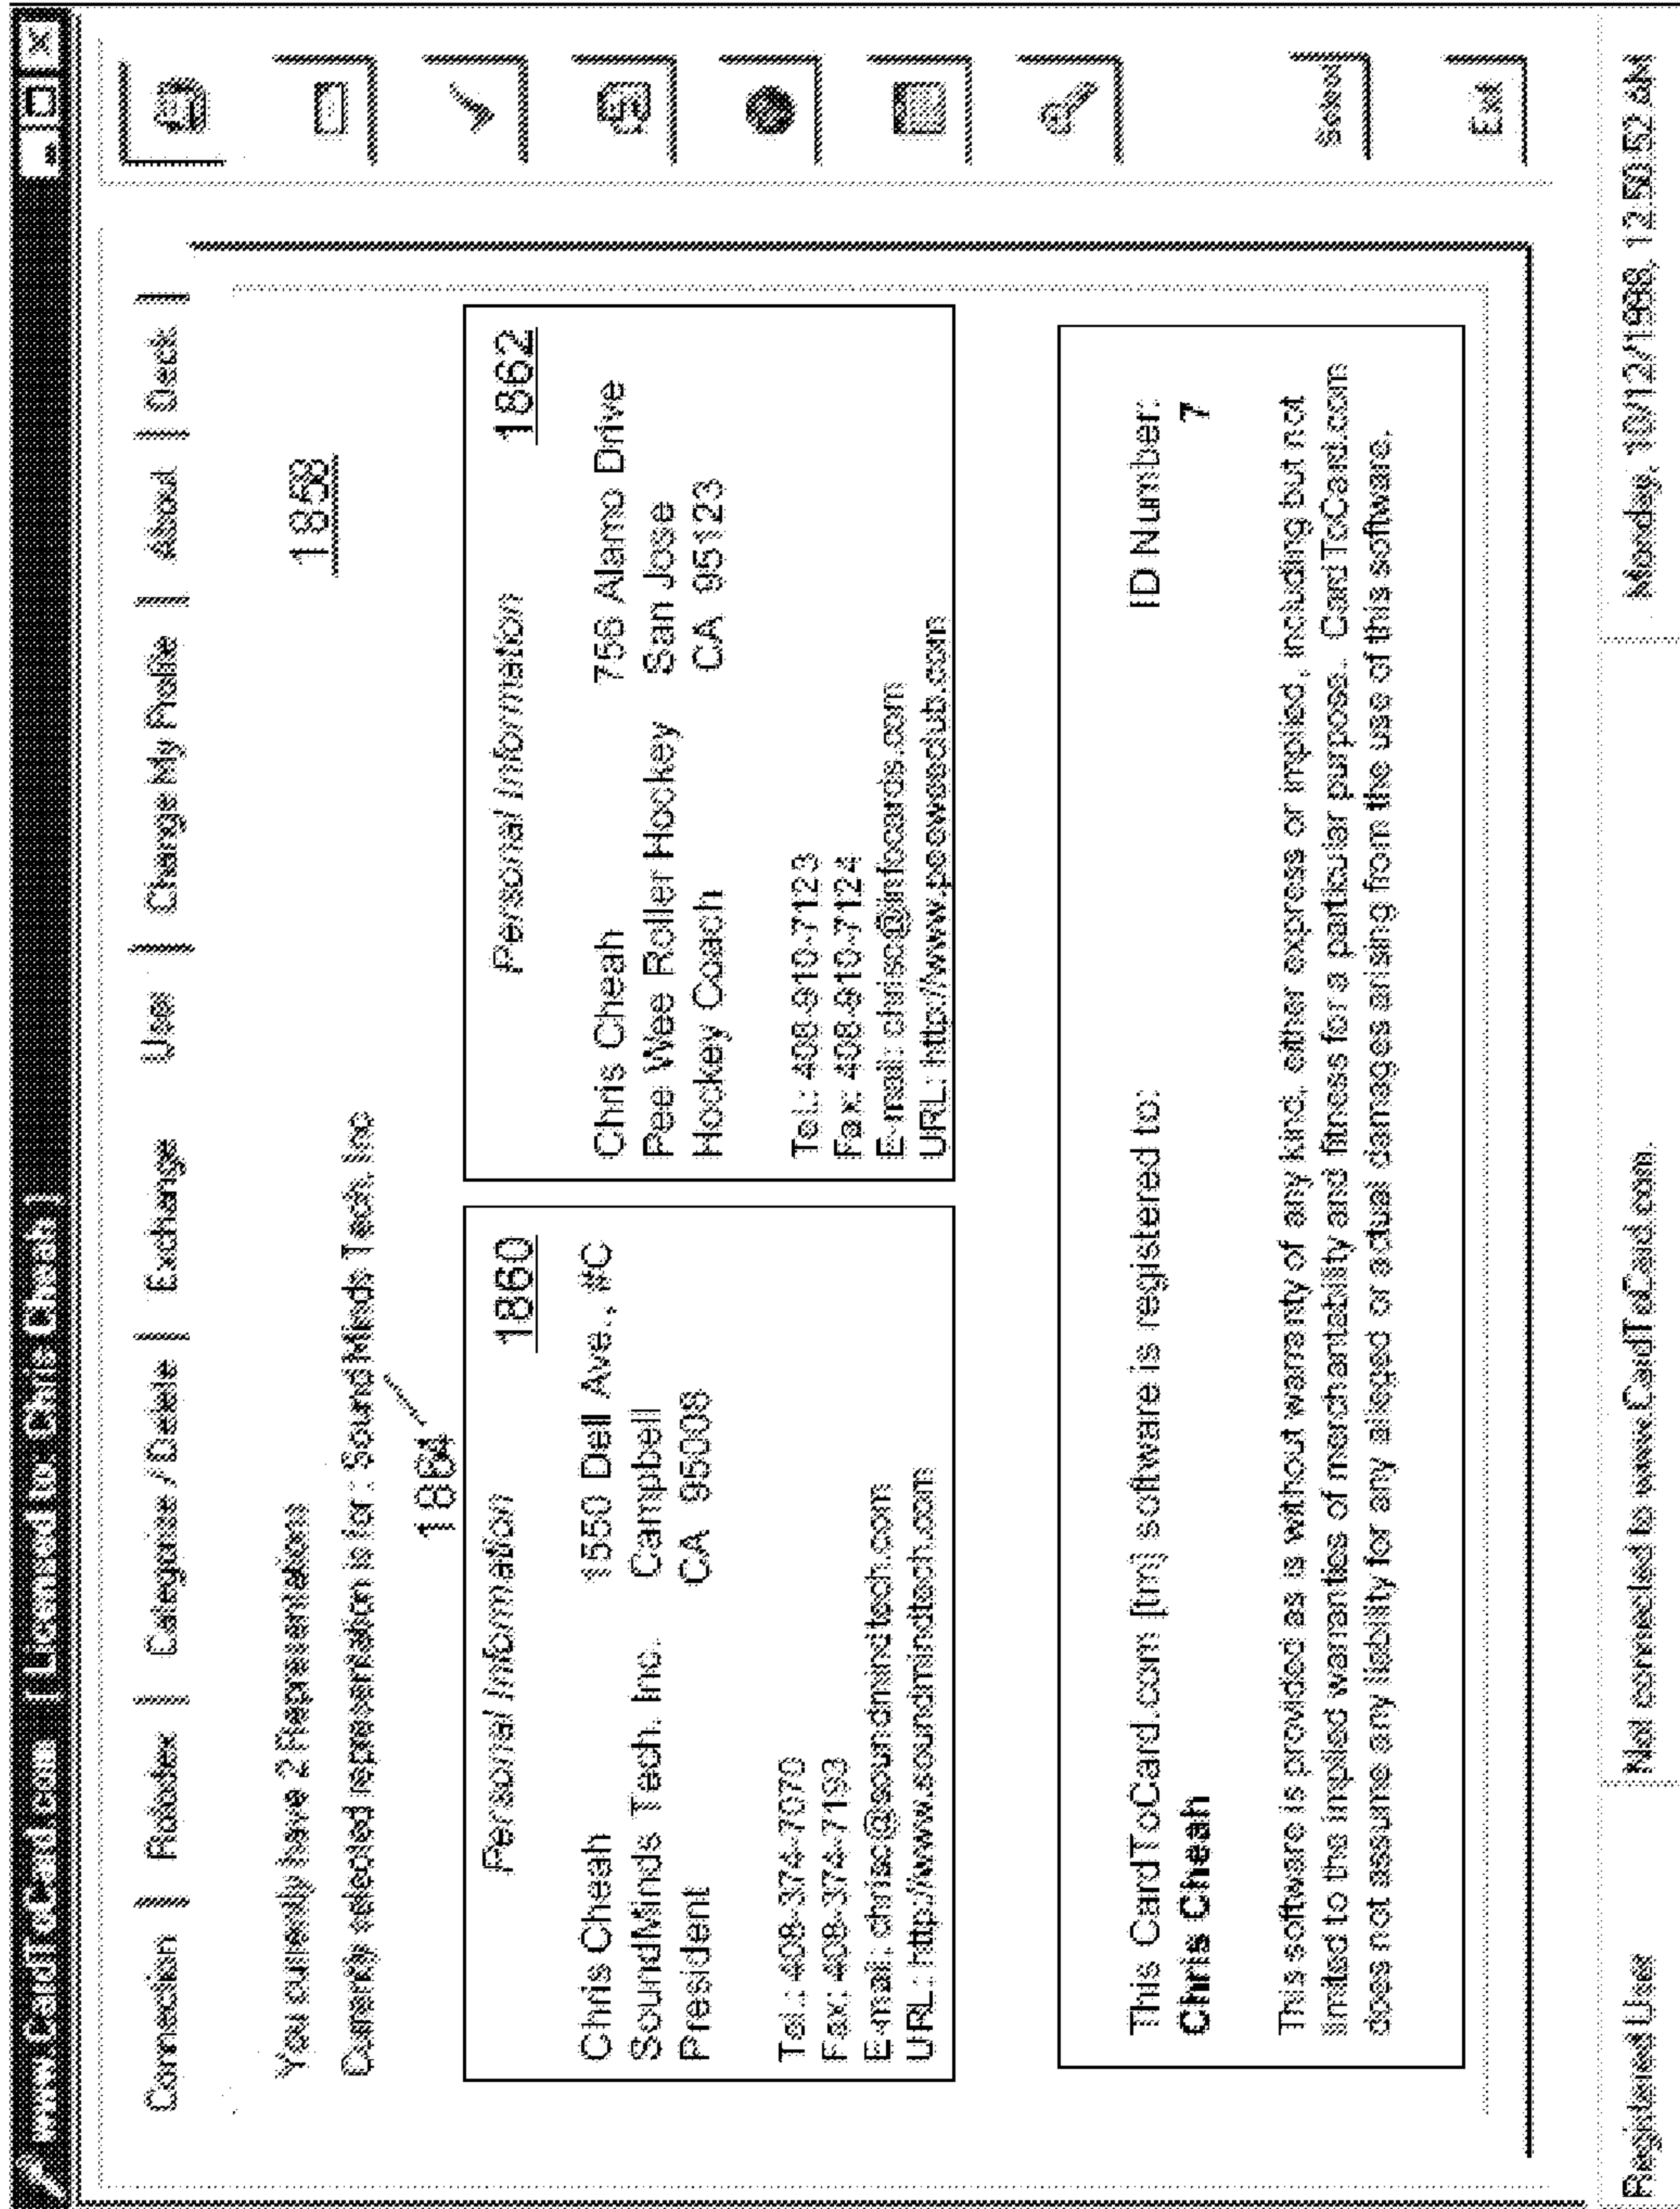 www.CardToCard.com [ Licensed to: Chris Cheah ]
Connection | Rolodex | Categorise / Delete | Exchange User | Change My Profile | About | Deck |
You currently have 2 Representations
1858
Currently selected representation is for : SoundMinds Tech. Inc
1864
Personal Information 1860
Chris Cheah 1550 Dell Ave., #C
SoundMinds Tech. Inc. Campbell
President CA 95008
Tel.: 408-374-7070
Fax: 408-374-7193
E-mail: chrisc@soundmindtech.com
URL: http://www.soundmindtech.com
Personal Information 1862
Chris Cheah 756 Alamo Drive
Pee Wee Roller Hockey San Jose
Hockey Coach CA 95123
Tel.: 408-910-7123
Fax: 408-910-7124
E-mail: chrisc@infocards.com
URL: http://www.peeweeclub.com
This CardToCard.com [tm] software is registered to: ID Number:
Chris Cheah 7
This software is provided as is without warranty of any kind, either express or implied, including but not
limited to the implied warranties of merchantability and fitness for a particular purpose. CardToCard.com
does not assume any liability for any alleged or actual damages arising from the use of this software.
Send
Exit
Registered User Not connected to www.CardToCard.com. Monday, 10/12/1998, 12:50:52 AM